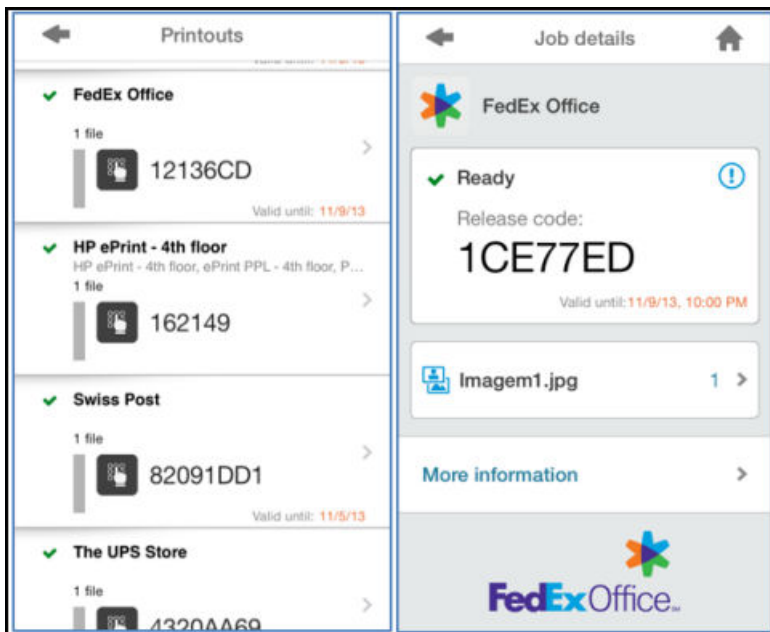 Printouts
FedEx Office
1 file
12136CD
Valid until: 11/9/13
HP ePrint - 4th floor
HP ePrint - 4th floor, ePrint PPL - 4th floor, P...
1 file
162149
Swiss Post
1 file
82091DD1
Valid until: 11/5/13
The UPS Store
1 file
4320AA69
Job details
FedEx Office
Ready
Release code:
1CE77ED
Valid until:11/9/13, 10:00 PM
Imagem1.jpg 1
More information
FedExOffice